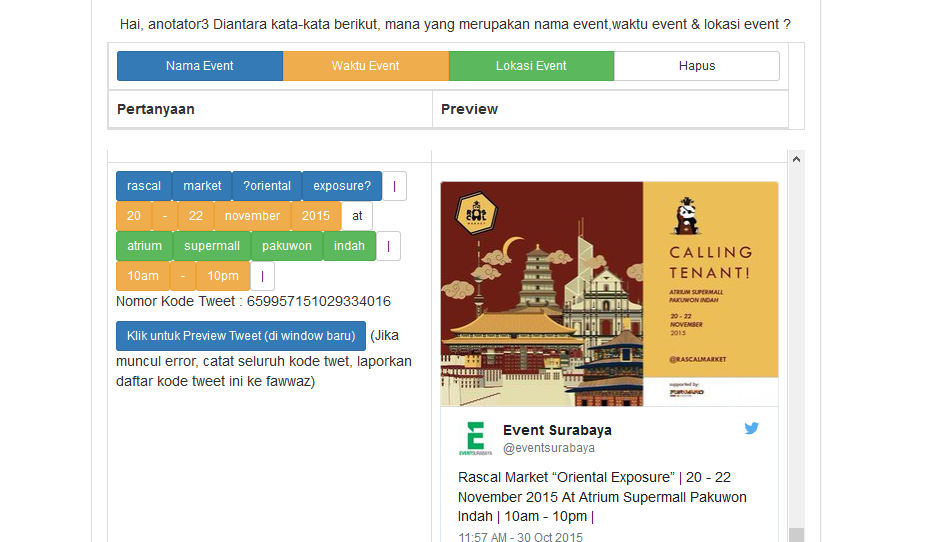 Hai, anotator3 Diantara kata-kata berikut, mana yang merupakan nama event,waktu event & lokasi event ?
Nama Event Waktu Event Lokasi Event Hapus
Pertanyaan Preview
rascal market ?oriental exposure? |
20 - 22 november 2015 at
atrium supermall pakuwon indah |
10am - 10pm |
Nomor Kode Tweet : 659957151029334016
Klik untuk Preview Tweet (di window baru) (Jika
muncul error, catat seluruh kode twet, laporkan
daftar kode tweet ini ke fawwaz)
CALLING
TENANT!
ATRIUM SUPERMALL
PAKUWON INDAH
20 - 22
NOVEMBER
2015
@RASCALMARKET
supported by:
EVENTSURABAYA
Event Surabaya
@eventsurabaya
Rascal Market “Oriental Exposure” | 20 - 22
November 2015 At Atrium Supermall Pakuwon
Indah | 10am - 10pm |
11:57 AM - 30 Oct 2015